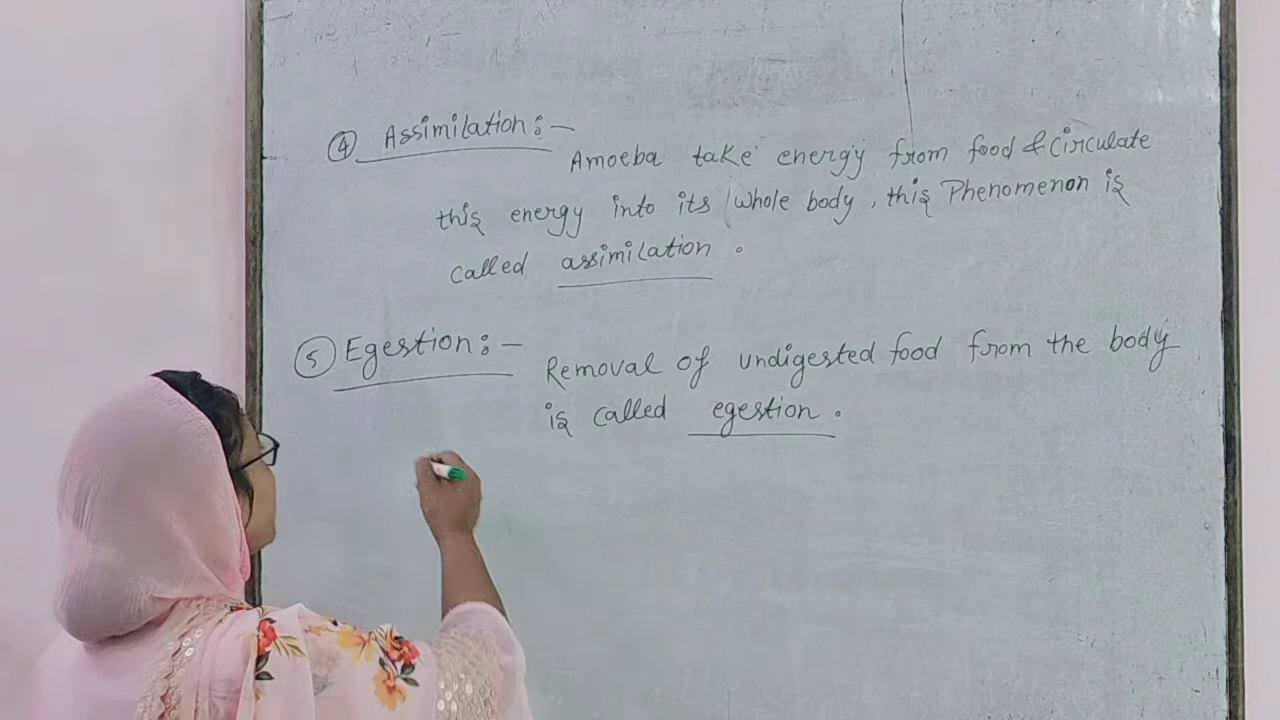 ④ Assimilation:-
Amoeba take energy from food & Circulate
this energy into its whole body, this Phenomenon is
called assimilation.
⑤ Egestion:-
Removal of undigested food from the body
is called egestion.